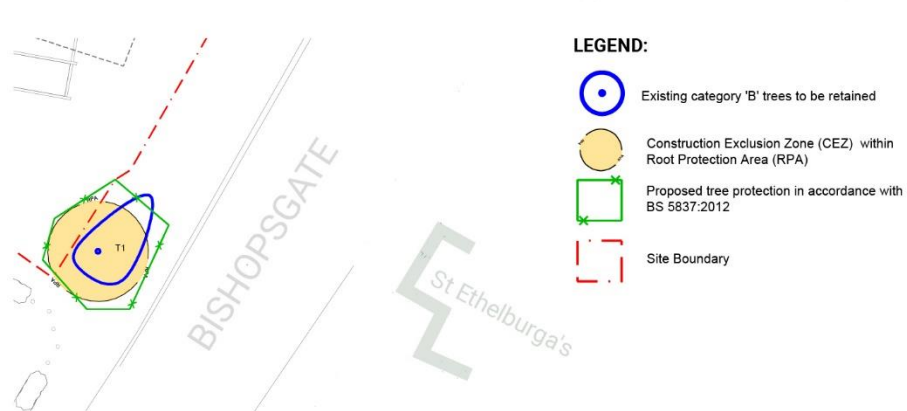 LEGEND:
Existing category 'B' trees to be retained
Construction Exclusion Zone (CEZ) within
Root Protection Area (RPA)
Proposed tree protection in accordance with
BS 5837:2012
Site Boundary
RPA
T1
BISHOPSGATE
St Ethelburga's